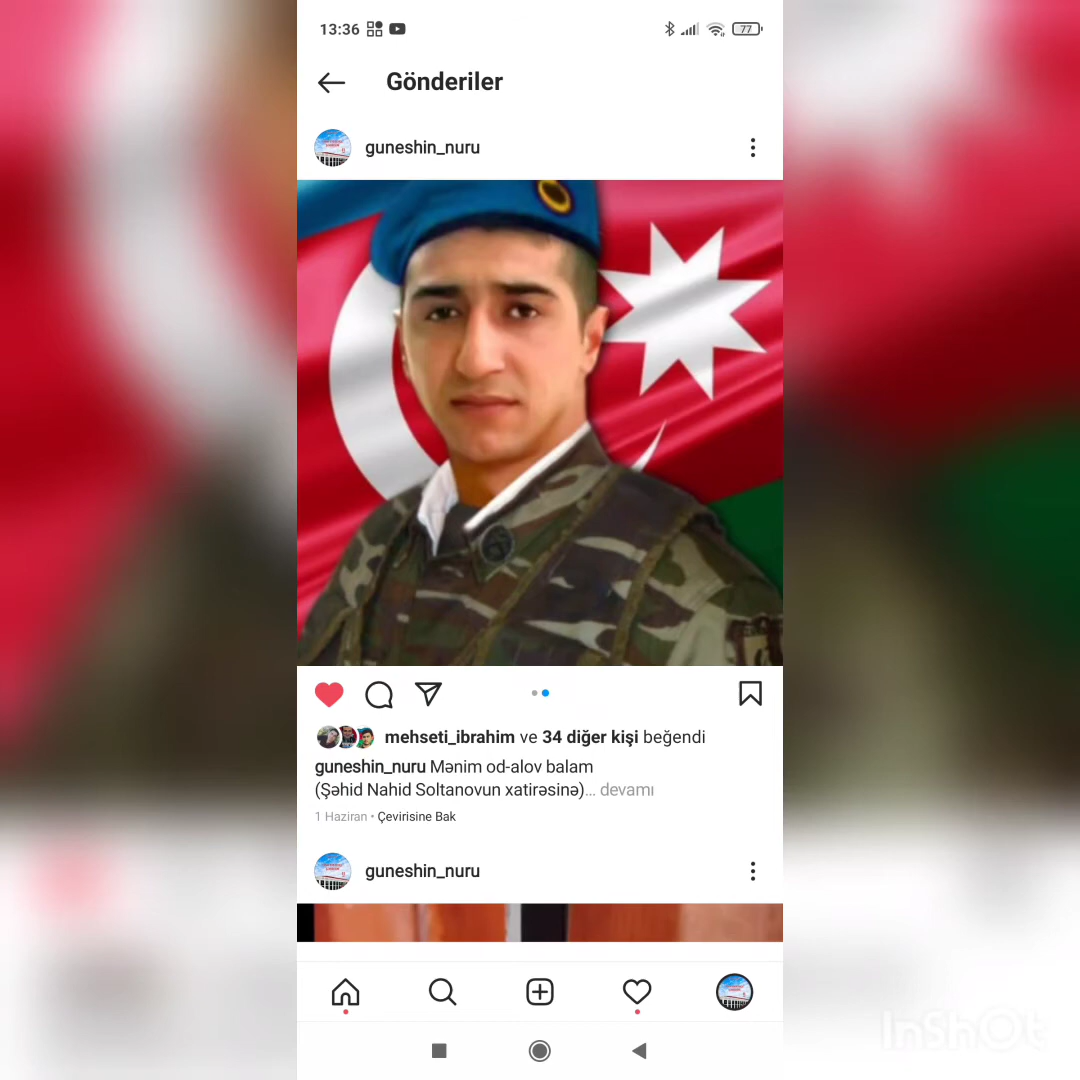 13:36
77
Gönderiler
guneshin_nuru
mehseti_ibrahim ve 34 diğer kişi beğendi
guneshin_nuru Mənim od-alov balam
(Şəhid Nahid Soltanovun xatirəsinə)... devamı
1 Haziran • Çevirisine Bak
guneshin_nuru
InShOt